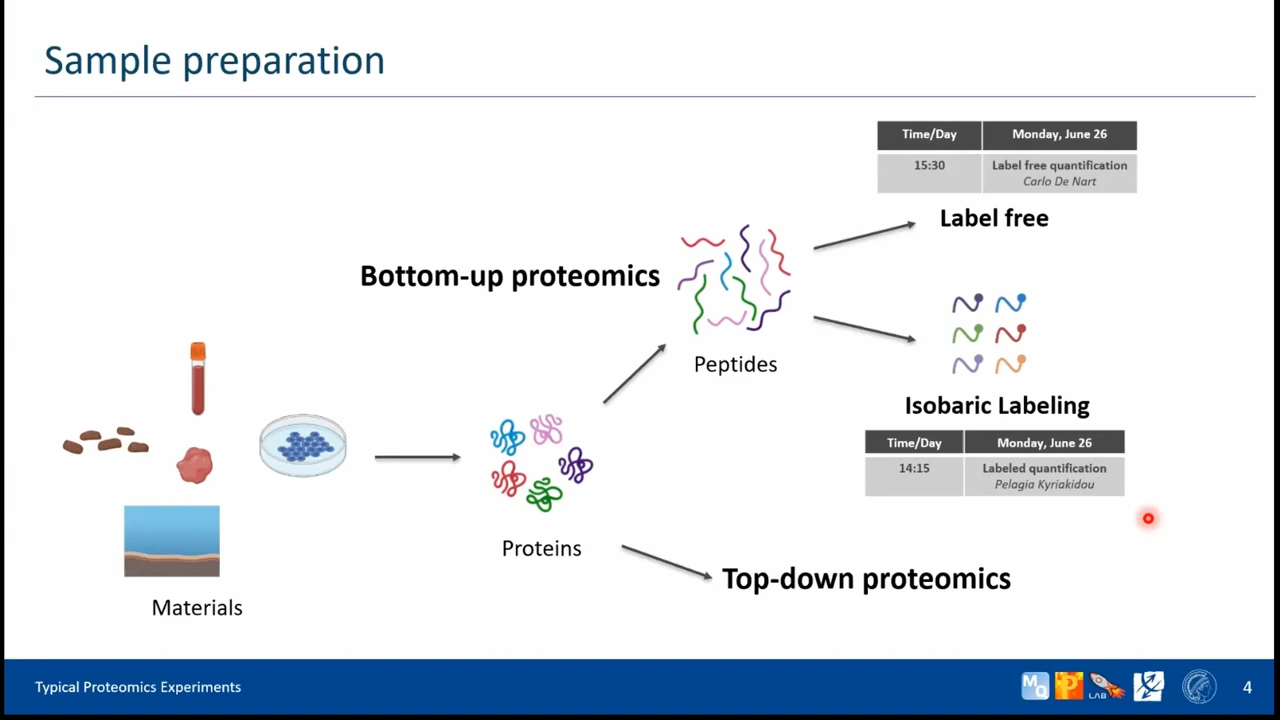 Sample preparation
Time/Day Monday, June 26
15:30 Label free quantification
Carlo De Nart
Label free
Bottom-up proteomics
Peptides
Isobaric Labeling
Time/Day Monday, June 26
14:15 Labeled quantification
Pelagia Kyriakidou
Proteins
Top-down proteomics
Materials
Typical Proteomics Experiments
MQ P LAB
4